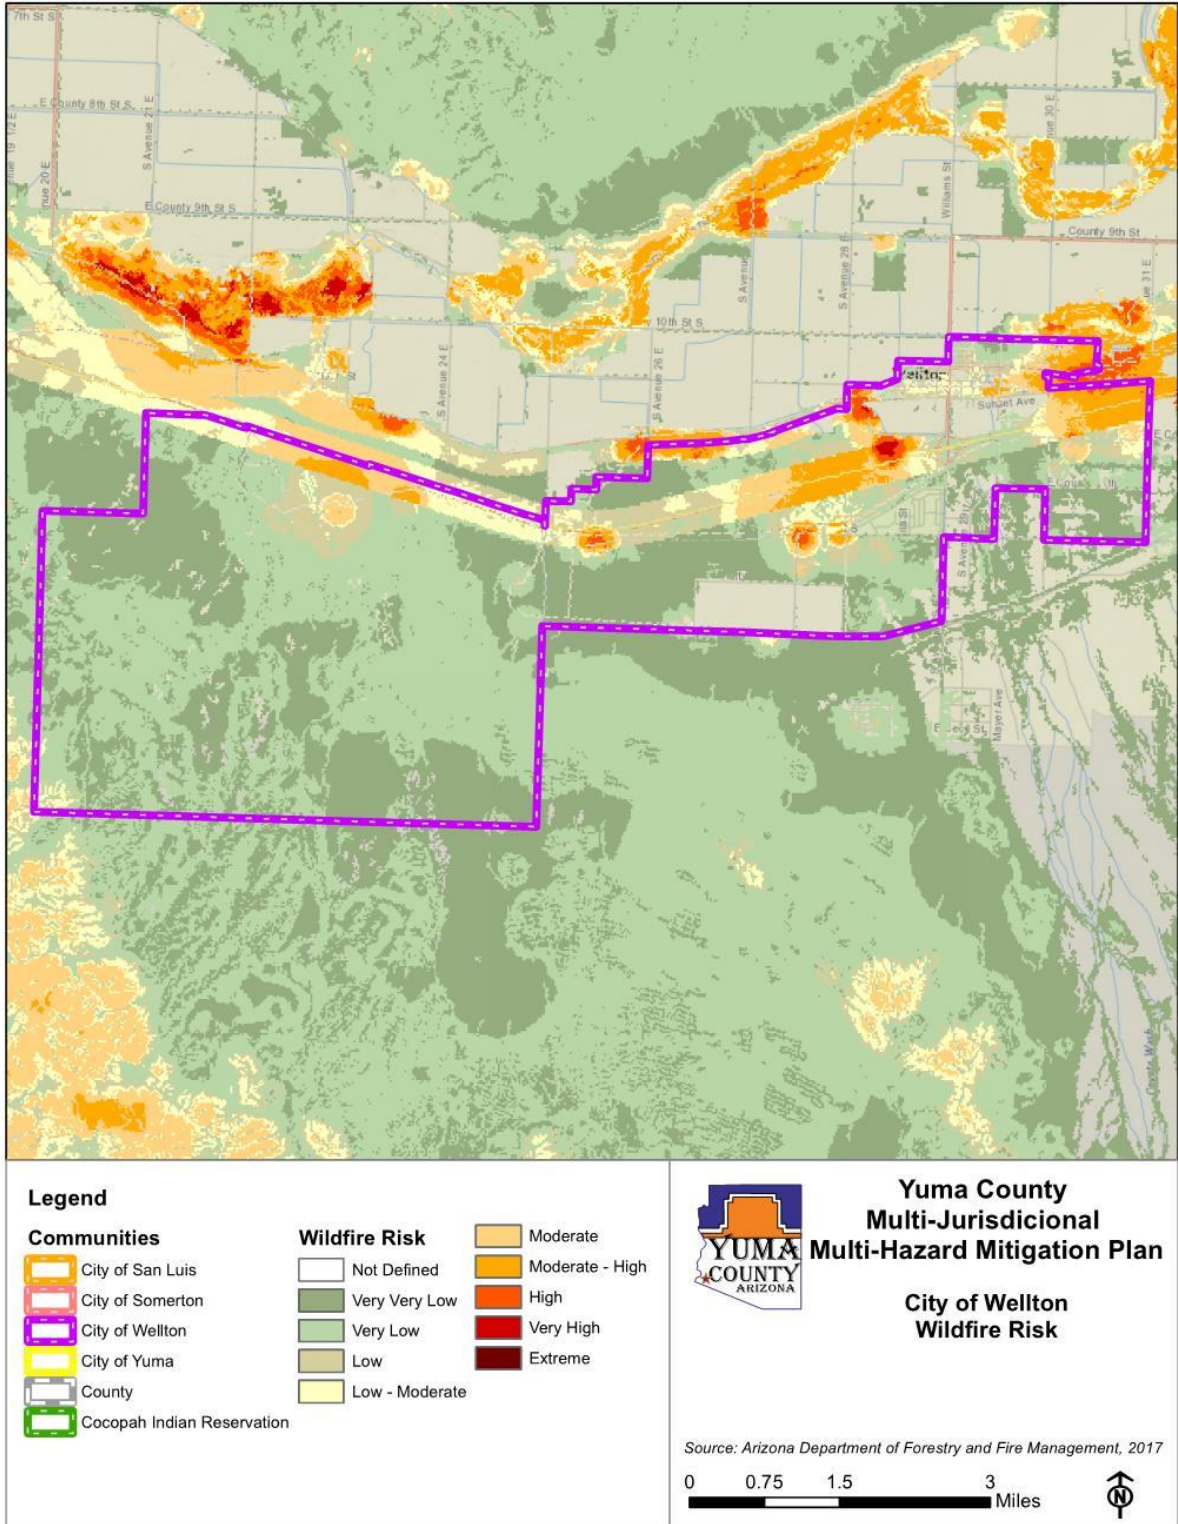 7th St S
E County 8th St S
S Avenue 21 E
enue 20 E
Williams St
E County 9th St S
County 9th St
S Avenue 28 E
S Avenue
10th St S
S Avenue 24 E
S Avenue 26 E
Sunset Ave
Mayer Ave
Legend
Communities
City of San Luis
City of Somerton
City of Wellton
City of Yuma
County
Cocopah Indian Reservation
Wildfire Risk
Not Defined
Very Very Low
Very Low
Low
Low - Moderate
Moderate
Moderate - High
High
Very High
Extreme
YUMA
COUNTY
ARIZONA
Yuma County
Multi-Jurisdicional
Multi-Hazard Mitigation Plan
City of Wellton
Wildfire Risk
Source: Arizona Department of Forestry and Fire Management, 2017
0 0.75 1.5 3
Miles
N